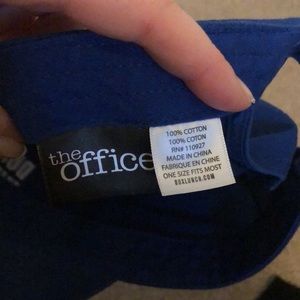 the
office
100% COTTON
100% COTON
RN# 110927
MADE IN CHINA
FABRIQUE EN CHINE
ONE SIZE FITS MOST
BOXLUNCH.COM